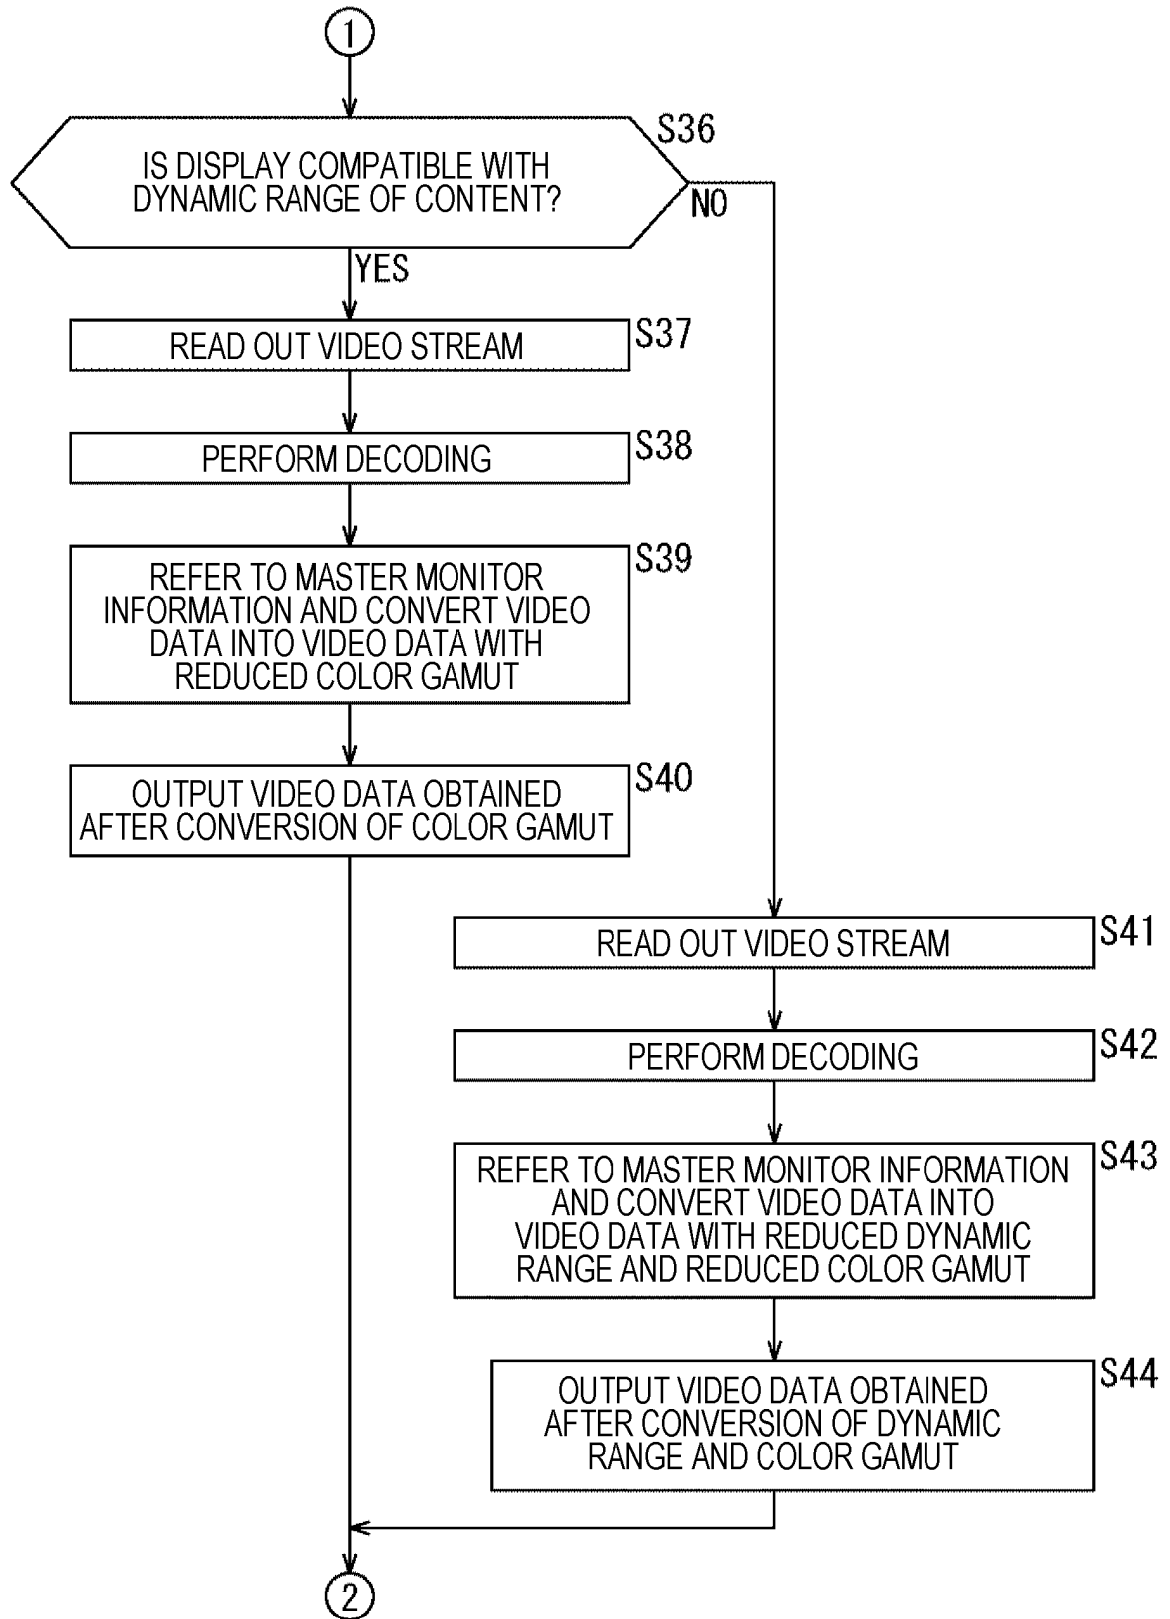 1
S36
IS DISPLAY COMPATIBLE WITH
DYNAMIC RANGE OF CONTENT?
NO
YES
S37
READ OUT VIDEO STREAM
S38
PERFORM DECODING
S39
REFER TO MASTER MONITOR
INFORMATION AND CONVERT VIDEO
DATA INTO VIDEO DATA WITH
REDUCED COLOR GAMUT
S40
OUTPUT VIDEO DATA OBTAINED
AFTER CONVERSION OF COLOR GAMUT
S41
READ OUT VIDEO STREAM
S42
PERFORM DECODING
S43
REFER TO MASTER MONITOR INFORMATION
AND CONVERT VIDEO DATA INTO
VIDEO DATA WITH REDUCED DYNAMIC
RANGE AND REDUCED COLOR GAMUT
S44
OUTPUT VIDEO DATA OBTAINED
AFTER CONVERSION OF DYNAMIC
RANGE AND COLOR GAMUT
2